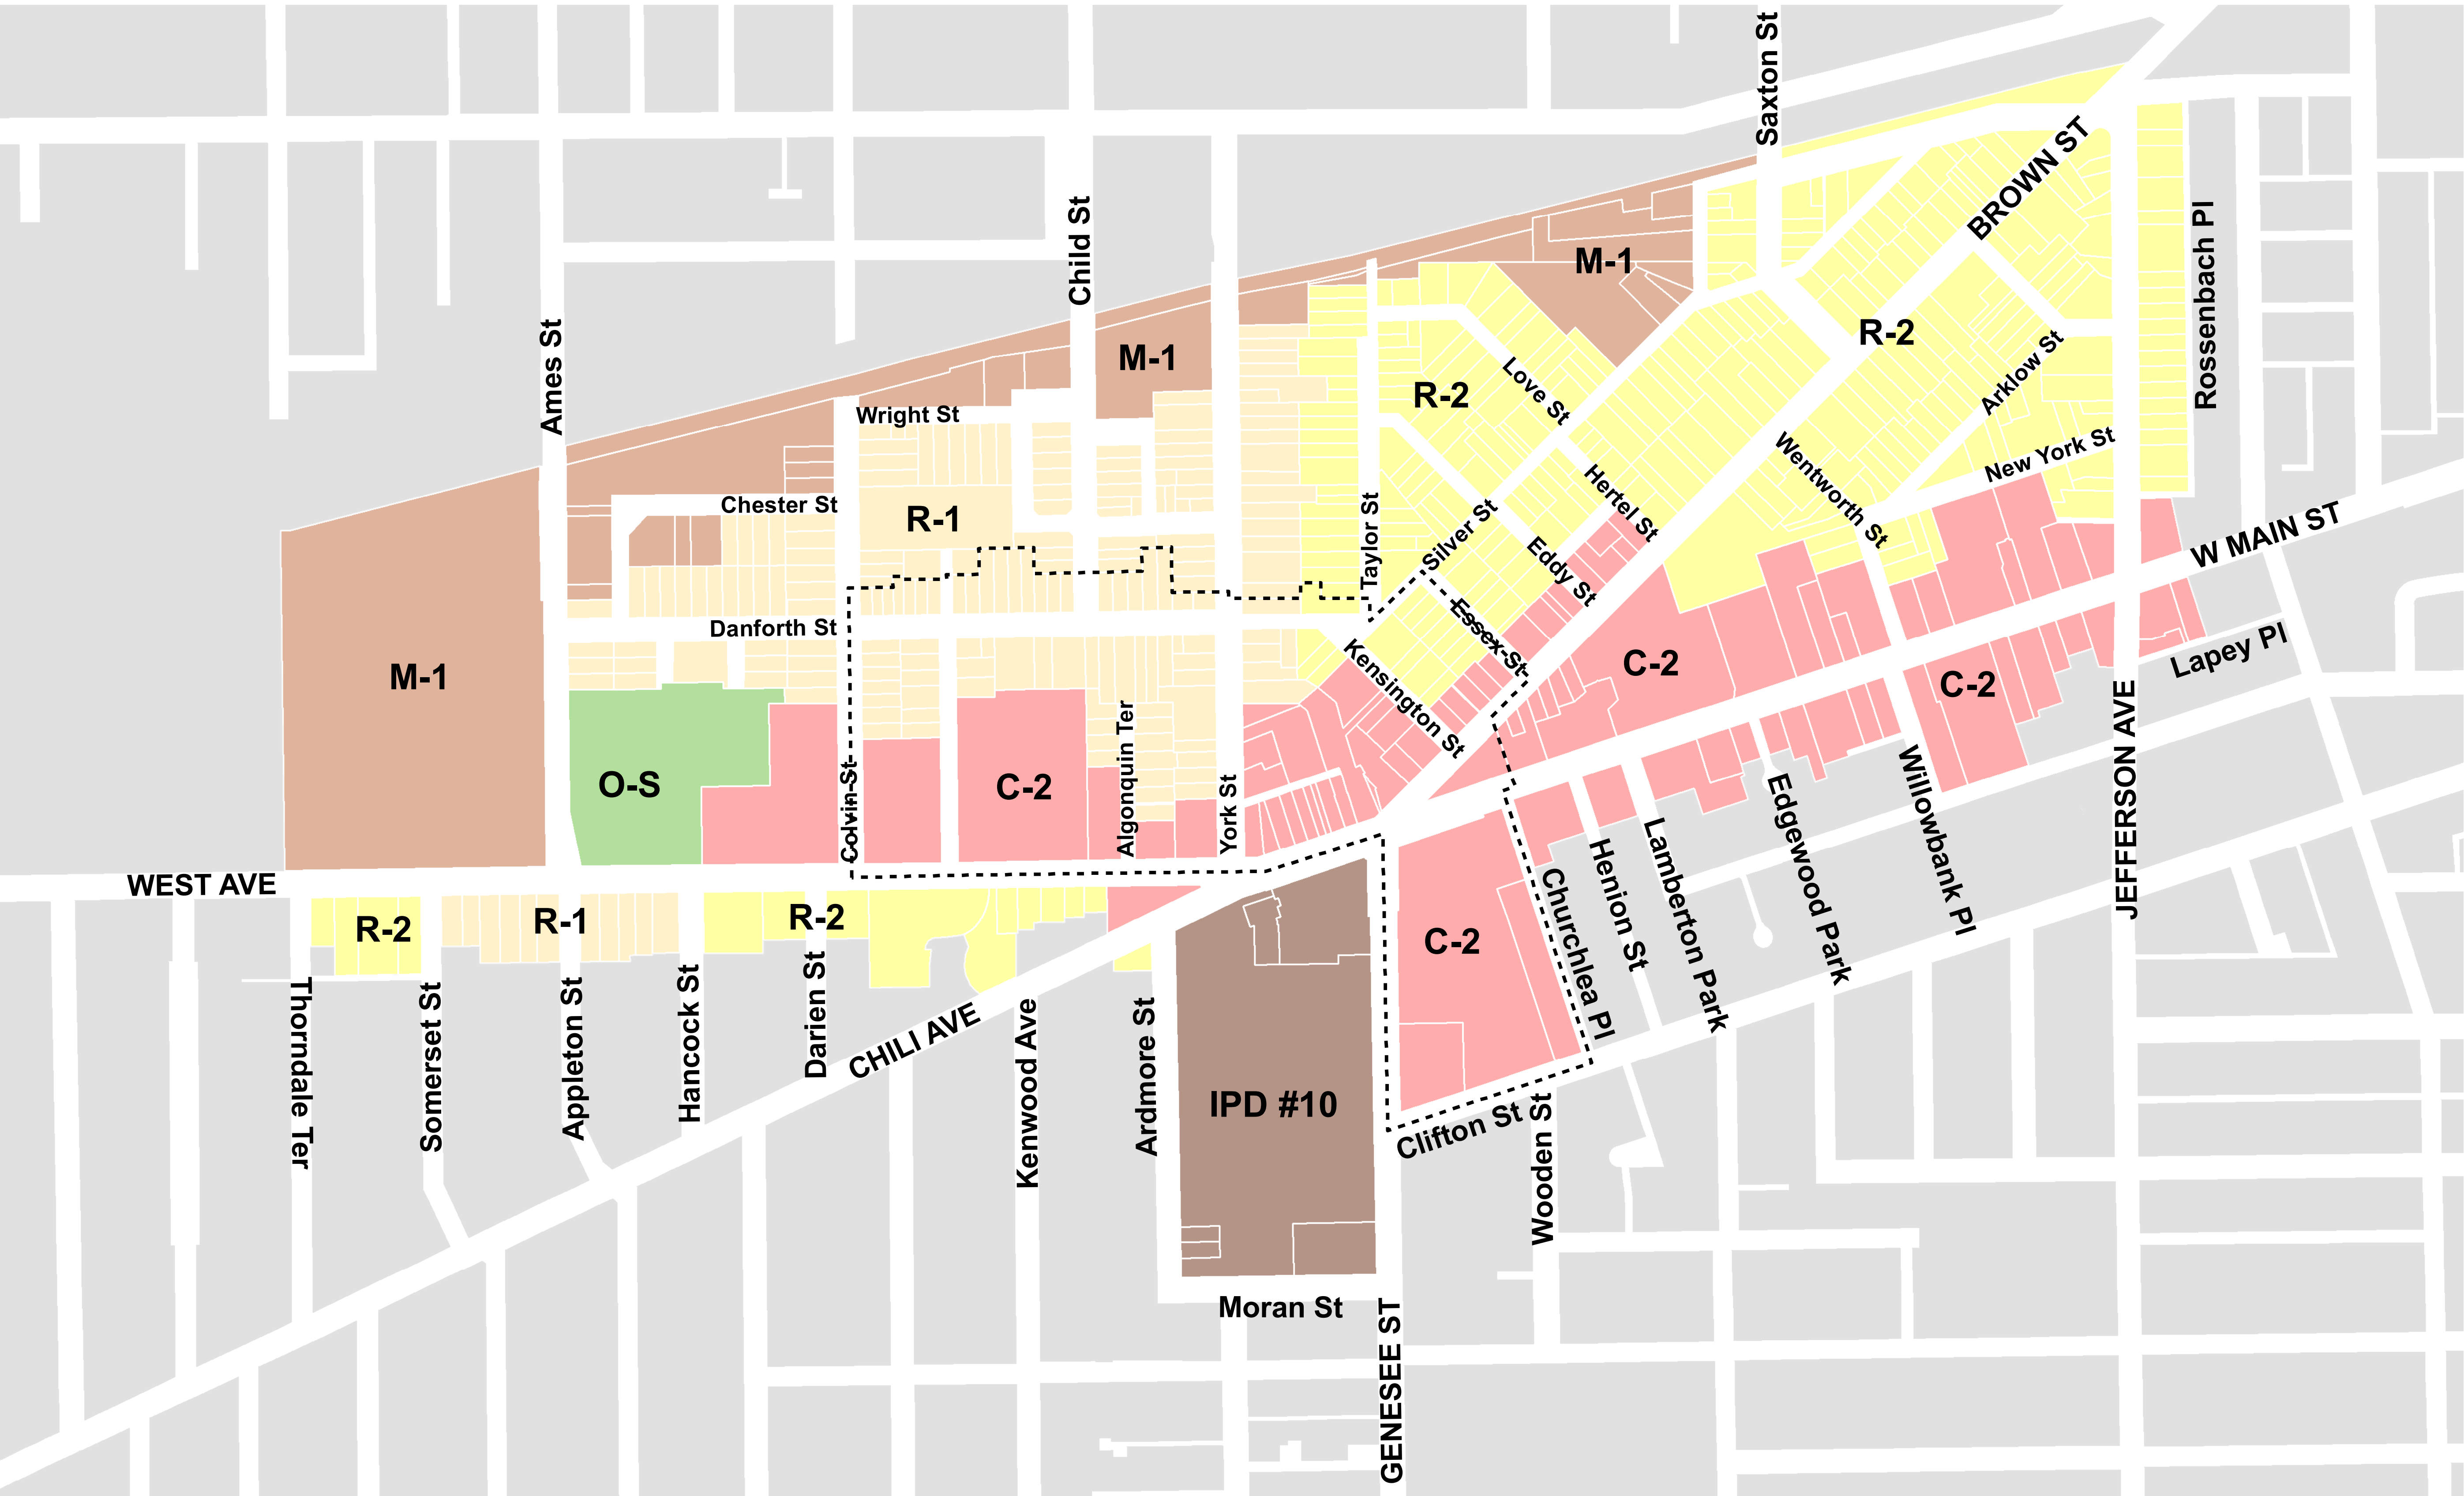 Saxton St
BROWN ST
Child St
Rossenbach Pl
M-1
Ames St
M-1
R-2
Arklow St
Love St
R-2
Wright St
New York St
Wentworth St
Hertel St
Chester St
R-1
Taylor St
Silver St
W MAIN ST
Eddy St
Essex St
Danforth St
Kensington St
Lapey Pl
M-1
C-2
C-2
O-S
C-2
Colvin St
Algonquin Ter
York St
JEFFERSON AVE
Willowbank Pl
Edgewood Park
Lamberton Park
Henion St
Churchlea Pl
WEST AVE
R-2
R-1
R-2
C-2
Thorndale Ter
Somerset St
Appleton St
Hancock St
Darien St
CHILI AVE
Kenwood Ave
Ardmore St
IPD #10
Clifton St
Wooden St
Moran St
GENESEE ST